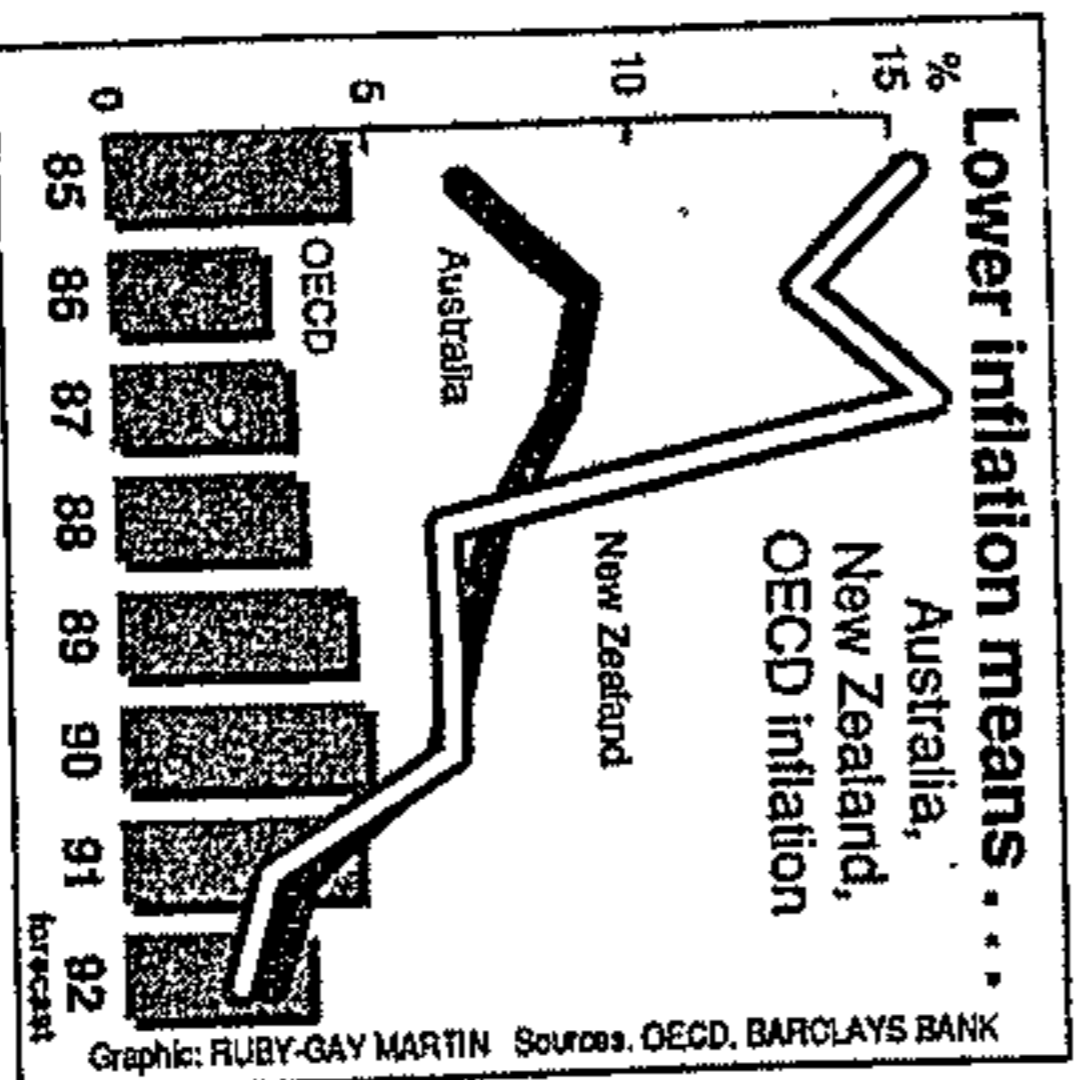 Lower inflation means . . .
Australia,
New Zealand,
OECD inflation
%
15
10
5
0
New Zealand
Australia
OECD
85 86 87 88 89 90 91 92
forecast
Graphic: RUBY-GAY MARTIN Sources. OECD. BARCLAYS BANK